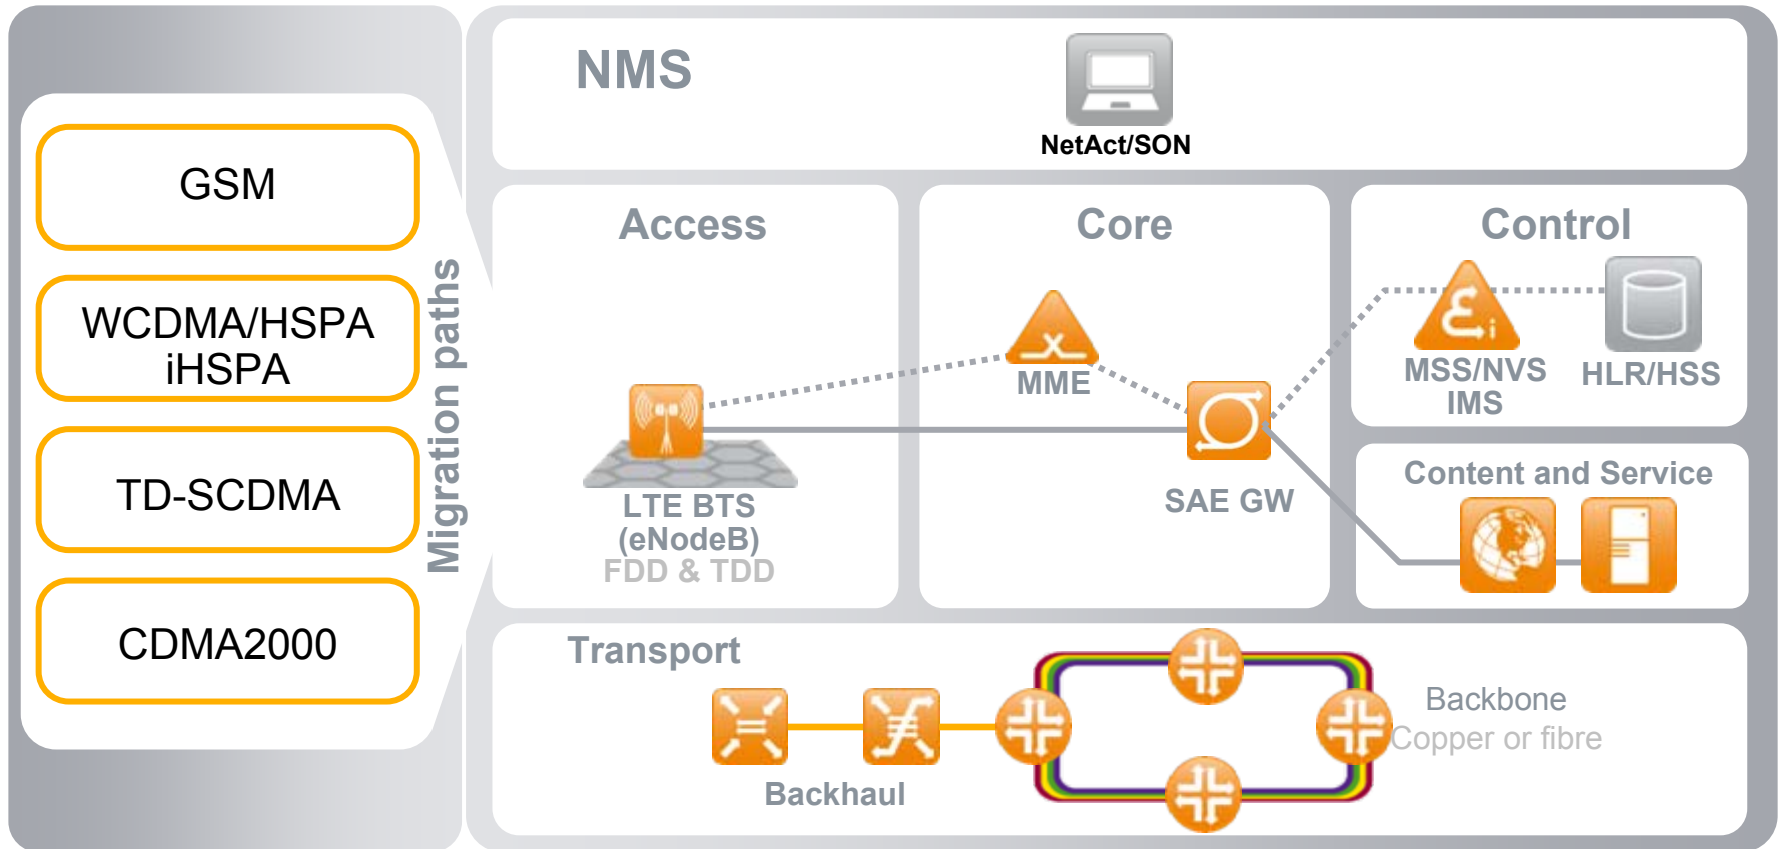 GSM
WCDMA/HSPA
iHSPA
TD-SCDMA
CDMA2000
Migration paths
NMS
NetAct/SON
Access
LTE BTS
(eNodeB)
FDD & TDD
Core
MME
SAE GW
Control
MSS/NVS
IMS
HLR/HSS
Content and Service
Transport
Backhaul
Backbone
Copper or fibre